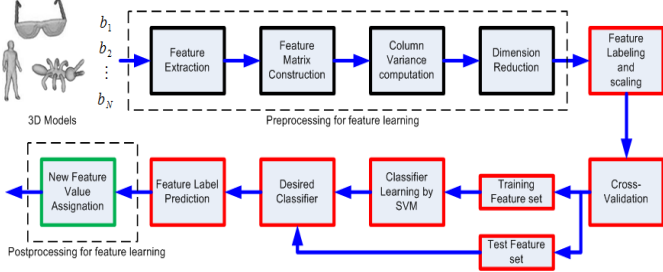 b1
b2
⋮
bN
3D Models
Feature
Extraction
Feature
Matrix
Construction
Column
Variance
computation
Dimension
Reduction
Feature
Labeling
and
scaling
Preprocessing for feature learning
New Feature
Value
Assignation
Feature Label
Prediction
Desired
Classifier
Classifier
Learning by
SVM
Training
Feature set
Cross-
Validation
Test Feature
set
Postprocessing for feature learning